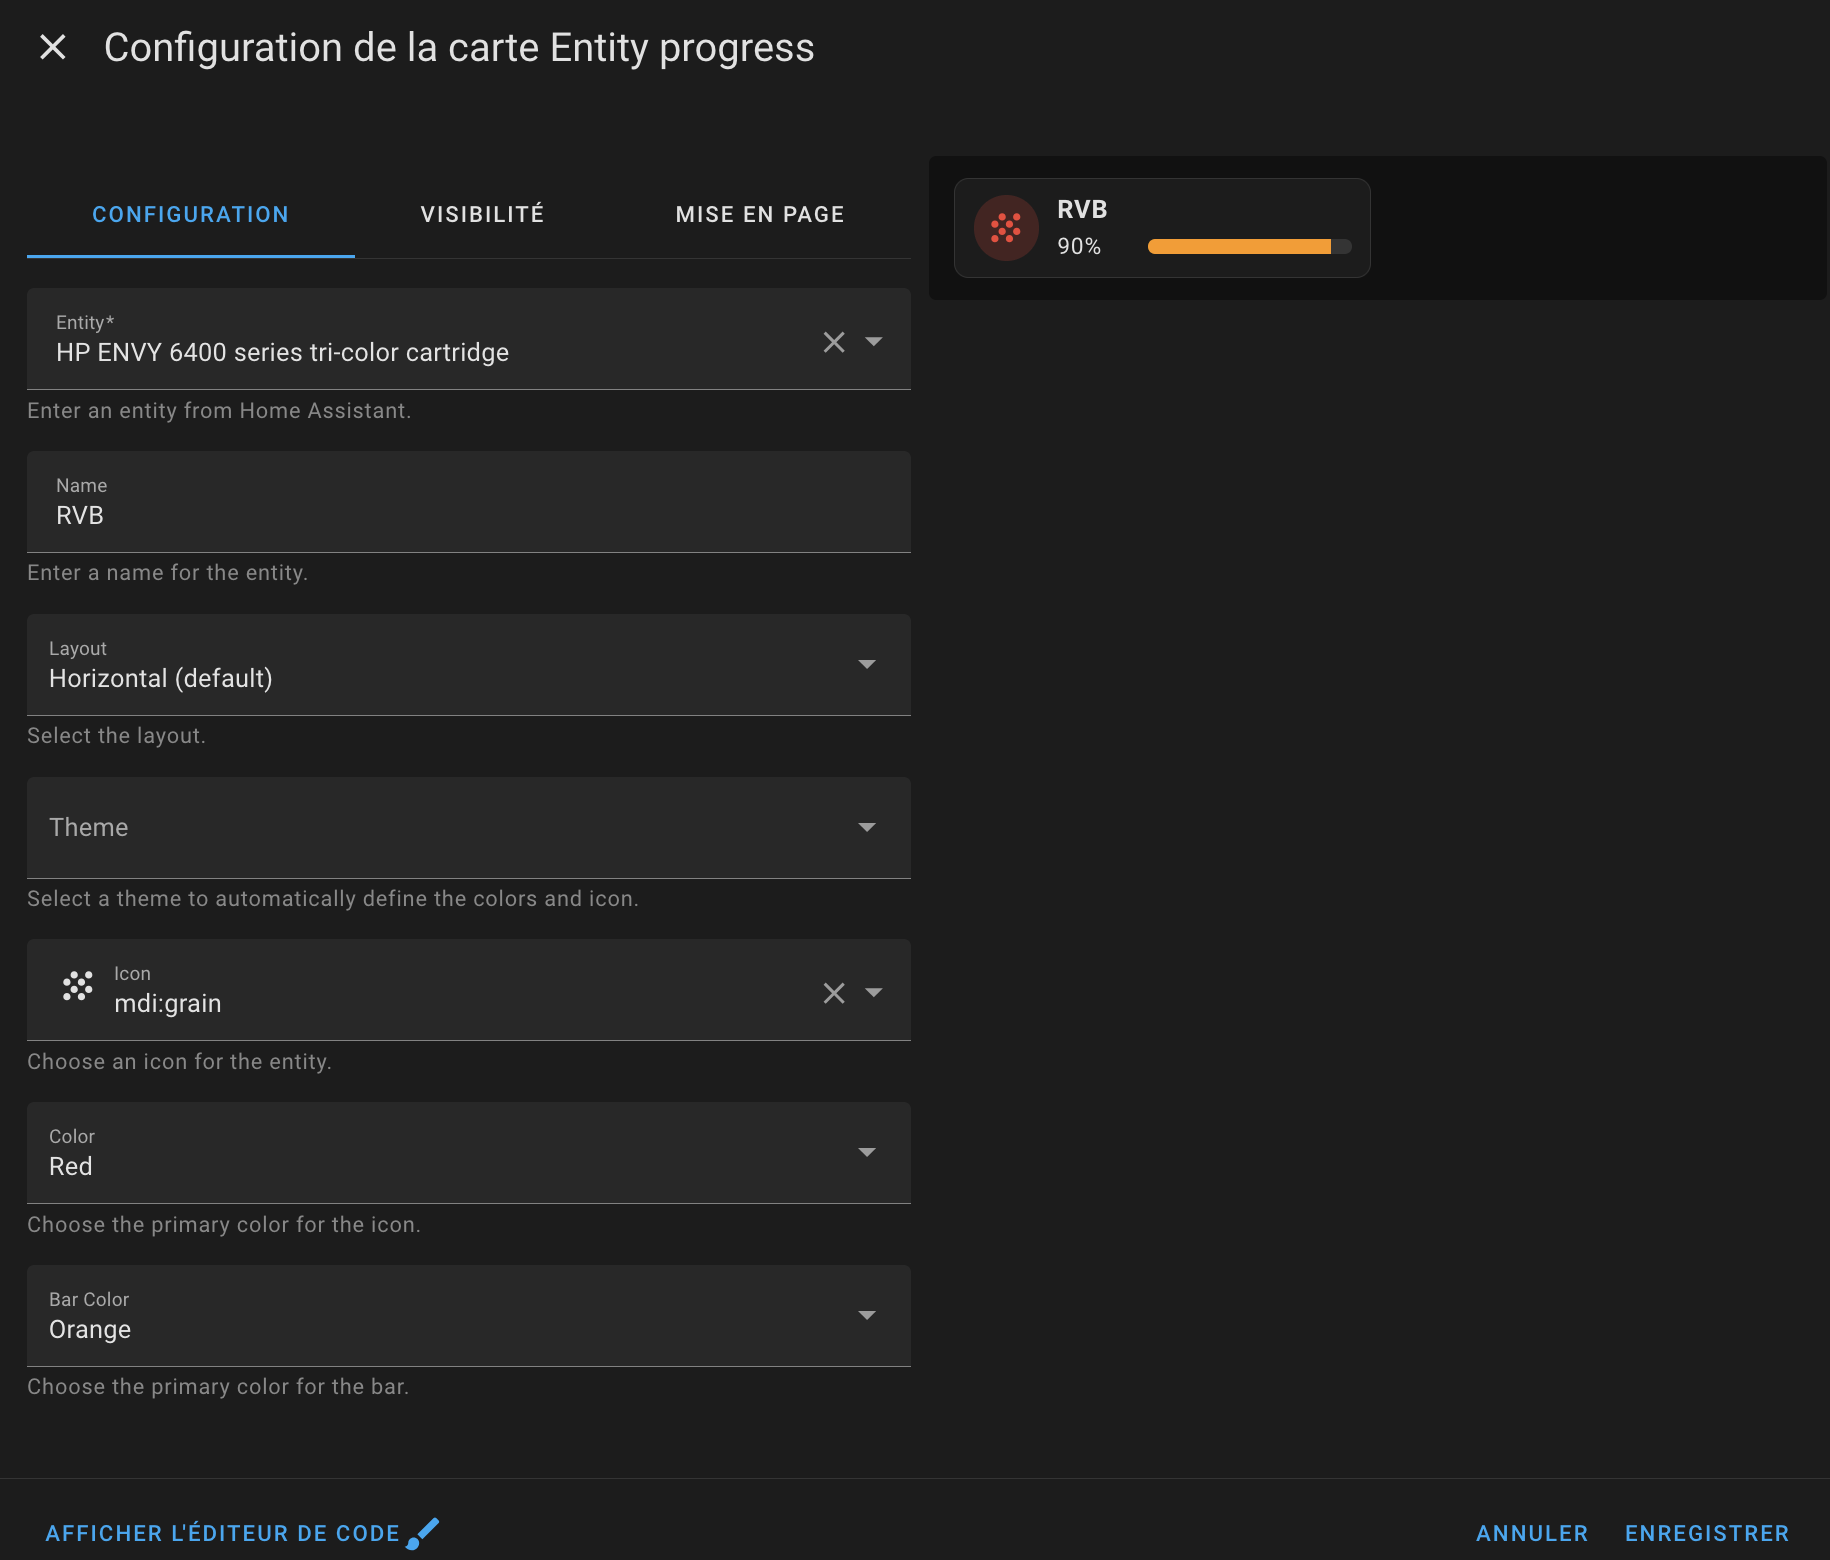 Configuration de la carte Entity progress
CONFIGURATION
VISIBILITÉ
MISE EN PAGE
Entity*
HP ENVY 6400 series tri-color cartridge
Enter an entity from Home Assistant.
Name
RVB
Enter a name for the entity.
Layout
Horizontal (default)
Select the layout.
Theme
Select a theme to automatically define the colors and icon.
Icon
mdi:grain
Choose an icon for the entity.
Color
Red
Choose the primary color for the icon.
Bar Color
Orange
Choose the primary color for the bar.
RVB
90%
AFFICHER L'ÉDITEUR DE CODE
ANNULER
ENREGISTRER